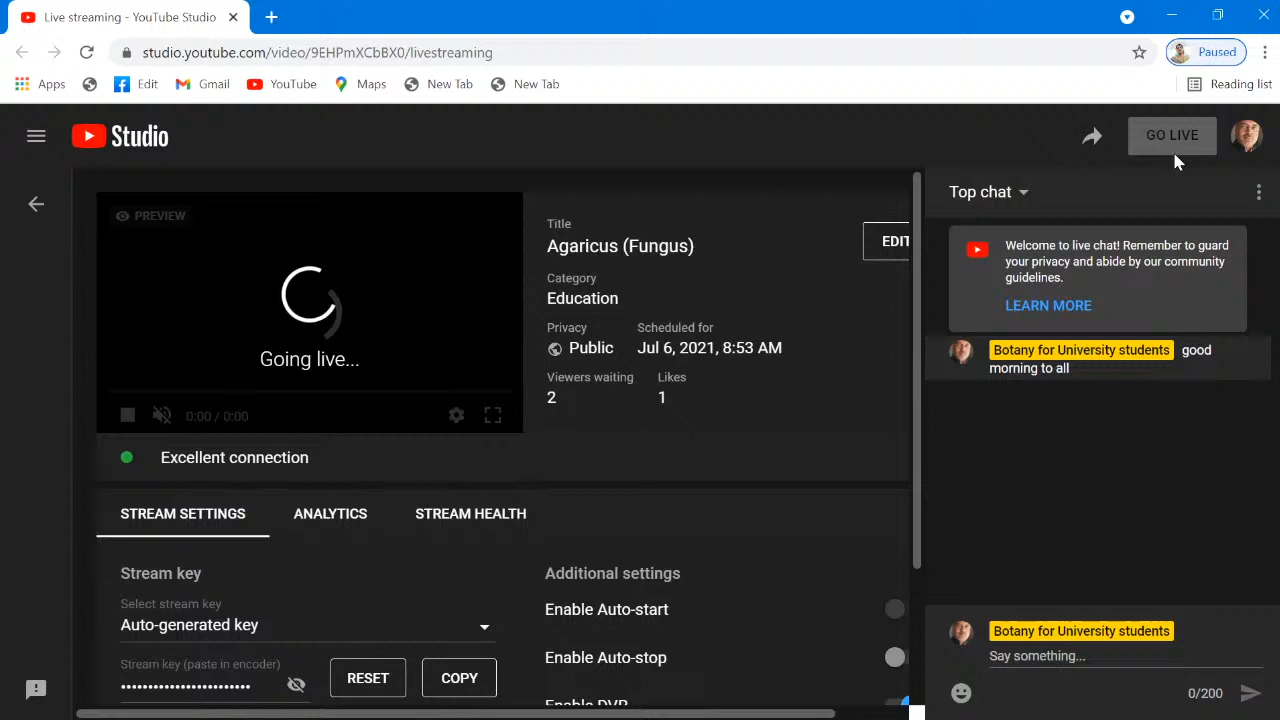 Live streaming - YouTube Studio
studio.youtube.com/video/9EHPmXCbBX0/livestreaming
Paused
Apps
Edit
Gmail
YouTube
Maps
New Tab
New Tab
Reading list
Studio
GO LIVE
PREVIEW
Going live...
0:00 / 0:00
Excellent connection
Title
Agaricus (Fungus)
EDIT
Category
Education
Privacy
Public
Scheduled for
Jul 6, 2021, 8:53 AM
Viewers waiting
2
Likes
1
STREAM SETTINGS
ANALYTICS
STREAM HEALTH
Stream key
Select stream key
Auto-generated key
Stream key (paste in encoder)
••••••••••••••••••••••••
RESET
COPY
Additional settings
Enable Auto-start
Enable Auto-stop
Enable DVR
Top chat
Welcome to live chat! Remember to guard
your privacy and abide by our community
guidelines.
LEARN MORE
Botany for University students good
morning to all
Botany for University students
Say something...
0/200